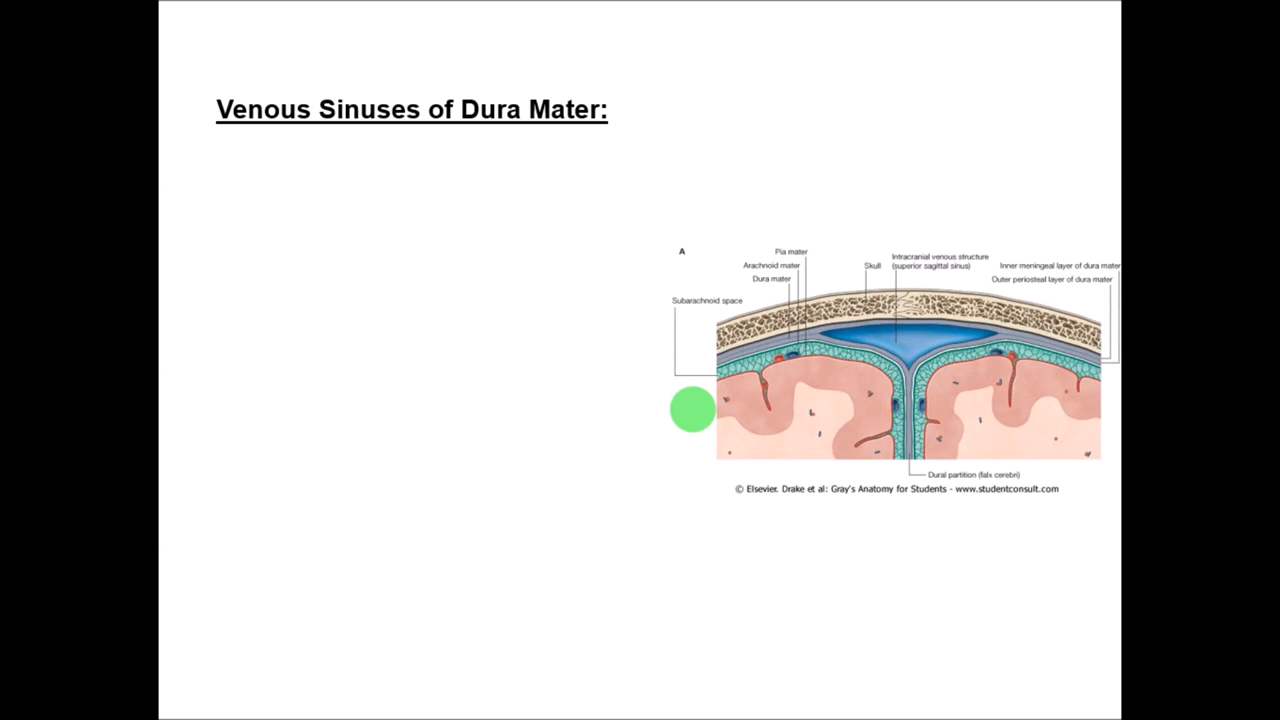 Venous Sinuses of Dura Mater:
A
Pia mater
Arachnoid mater
Dura mater
Subarachnoid space
Skull
Intracranial venous structure
(superior sagittal sinus)
Inner meningeal layer of dura mater
Outer periosteal layer of dura mater
Dural partition (falx cerebri)
© Elsevier. Drake et al: Gray's Anatomy for Students - www.studentconsult.com